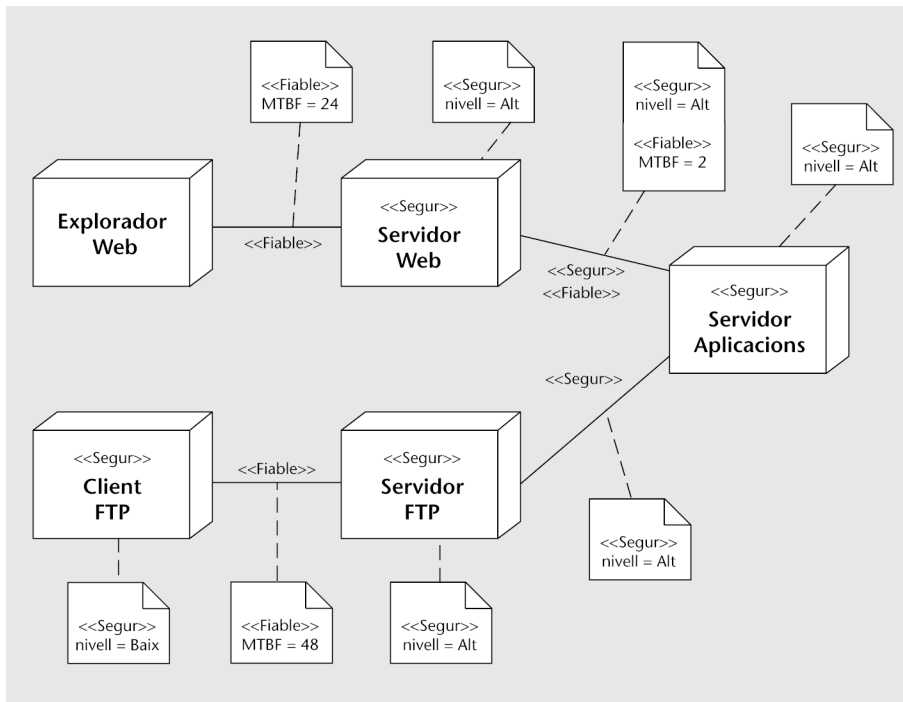 <<Fiable>>
MTBF = 24
<<Segur>>
nivell = Alt
<<Segur>>
nivell = Alt
<<Fiable>>
MTBF = 2
<<Segur>>
nivell = Alt
Explorador
Web
<<Fiable>>
<<Segur>>
Servidor
Web
<<Segur>>
<<Fiable>>
<<Segur>>
Servidor
Aplicacions
<<Segur>>
<<Segur>>
Client
FTP
<<Fiable>>
<<Segur>>
Servidor
FTP
<<Segur>>
nivell = Alt
<<Segur>>
nivell = Baix
<<Fiable>>
MTBF = 48
<<Segur>>
nivell = Alt